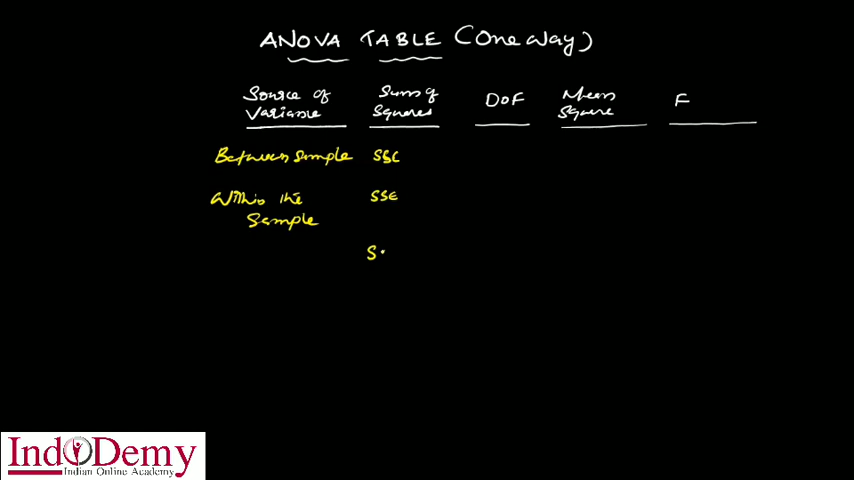 ANOVA TABLE (One way)
Source of Variance Sum of Squares DOF Mean Square F
Between sample SSC
Within the Sample SSE
S
IndoDemy
Indian Online Academy